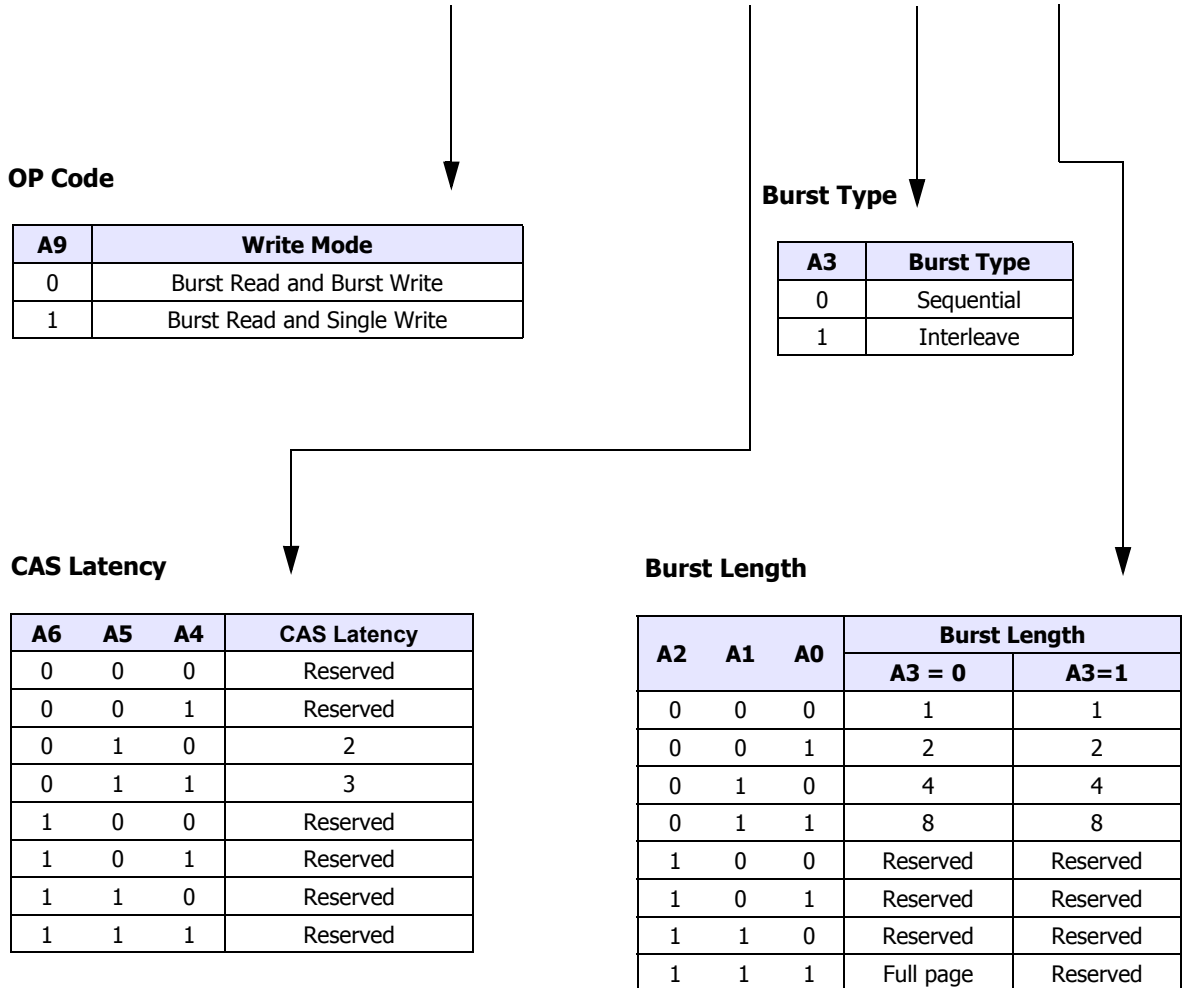 OP Code
A9 Write Mode
0 Burst Read and Burst Write
1 Burst Read and Single Write
Burst Type
A3 Burst Type
0 Sequential
1 Interleave
CAS Latency
A6 A5 A4 CAS Latency
0 0 0 Reserved
0 0 1 Reserved
0 1 0 2
0 1 1 3
1 0 0 Reserved
1 0 1 Reserved
1 1 0 Reserved
1 1 1 Reserved
Burst Length
A2 A1 A0 Burst Length
A3 = 0 A3=1
0 0 0 1 1
0 0 1 2 2
0 1 0 4 4
0 1 1 8 8
1 0 0 Reserved Reserved
1 0 1 Reserved Reserved
1 1 0 Reserved Reserved
1 1 1 Full page Reserved